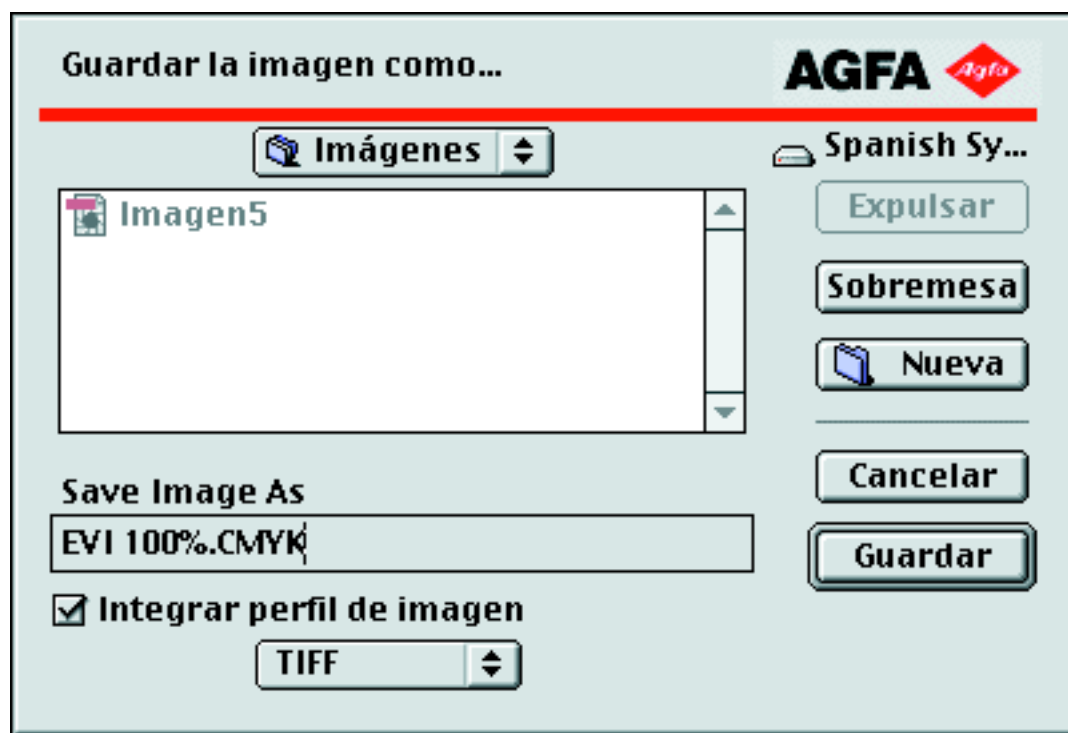 Guardar la imagen como...
AGFA Agfa
Imágenes
Spanish Sy...
Imagen5
Expulsar
Sobremesa
Nueva
Save Image As
Cancelar
EVI 100%.CMYK
Guardar
Integrar perfil de imagen
TIFF